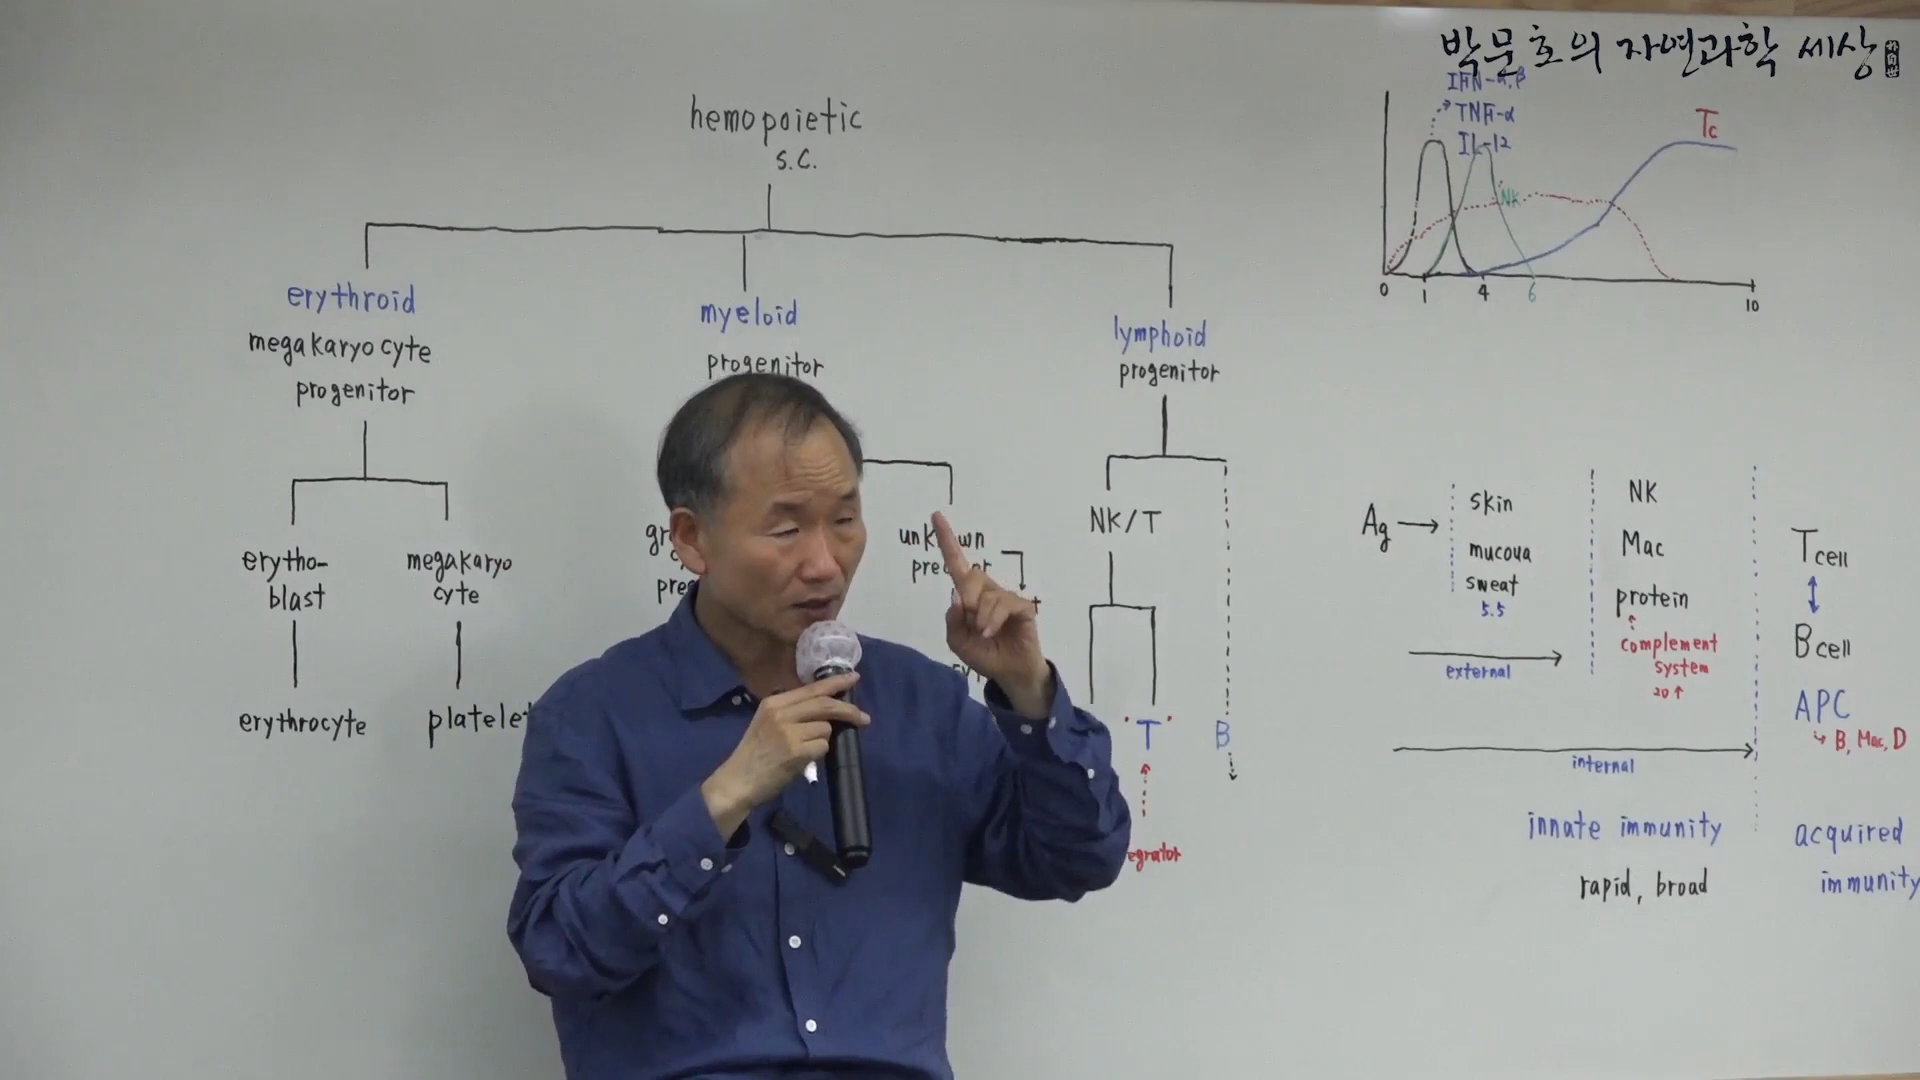 박문호의 자연과학 세상
hemopoietic
s.c.
erythroid
megakaryocyte
progenitor
erytho-
blast
erythrocyte
megakaryo
cyte
platelet
myeloid
progenitor
lymphoid
progenitor
NK/T
T
B
IFN-α,β
TNF-α
IL-12
NK
Tc
0 1 4 6 10
Ag
skin
mucoua
sweat
5.5
external
NK
Mac
protein
complement
system
20↑
internal
Tcell
Bcell
APC
B, Mac, D
innate immunity
rapid, broad
acquired
immunity